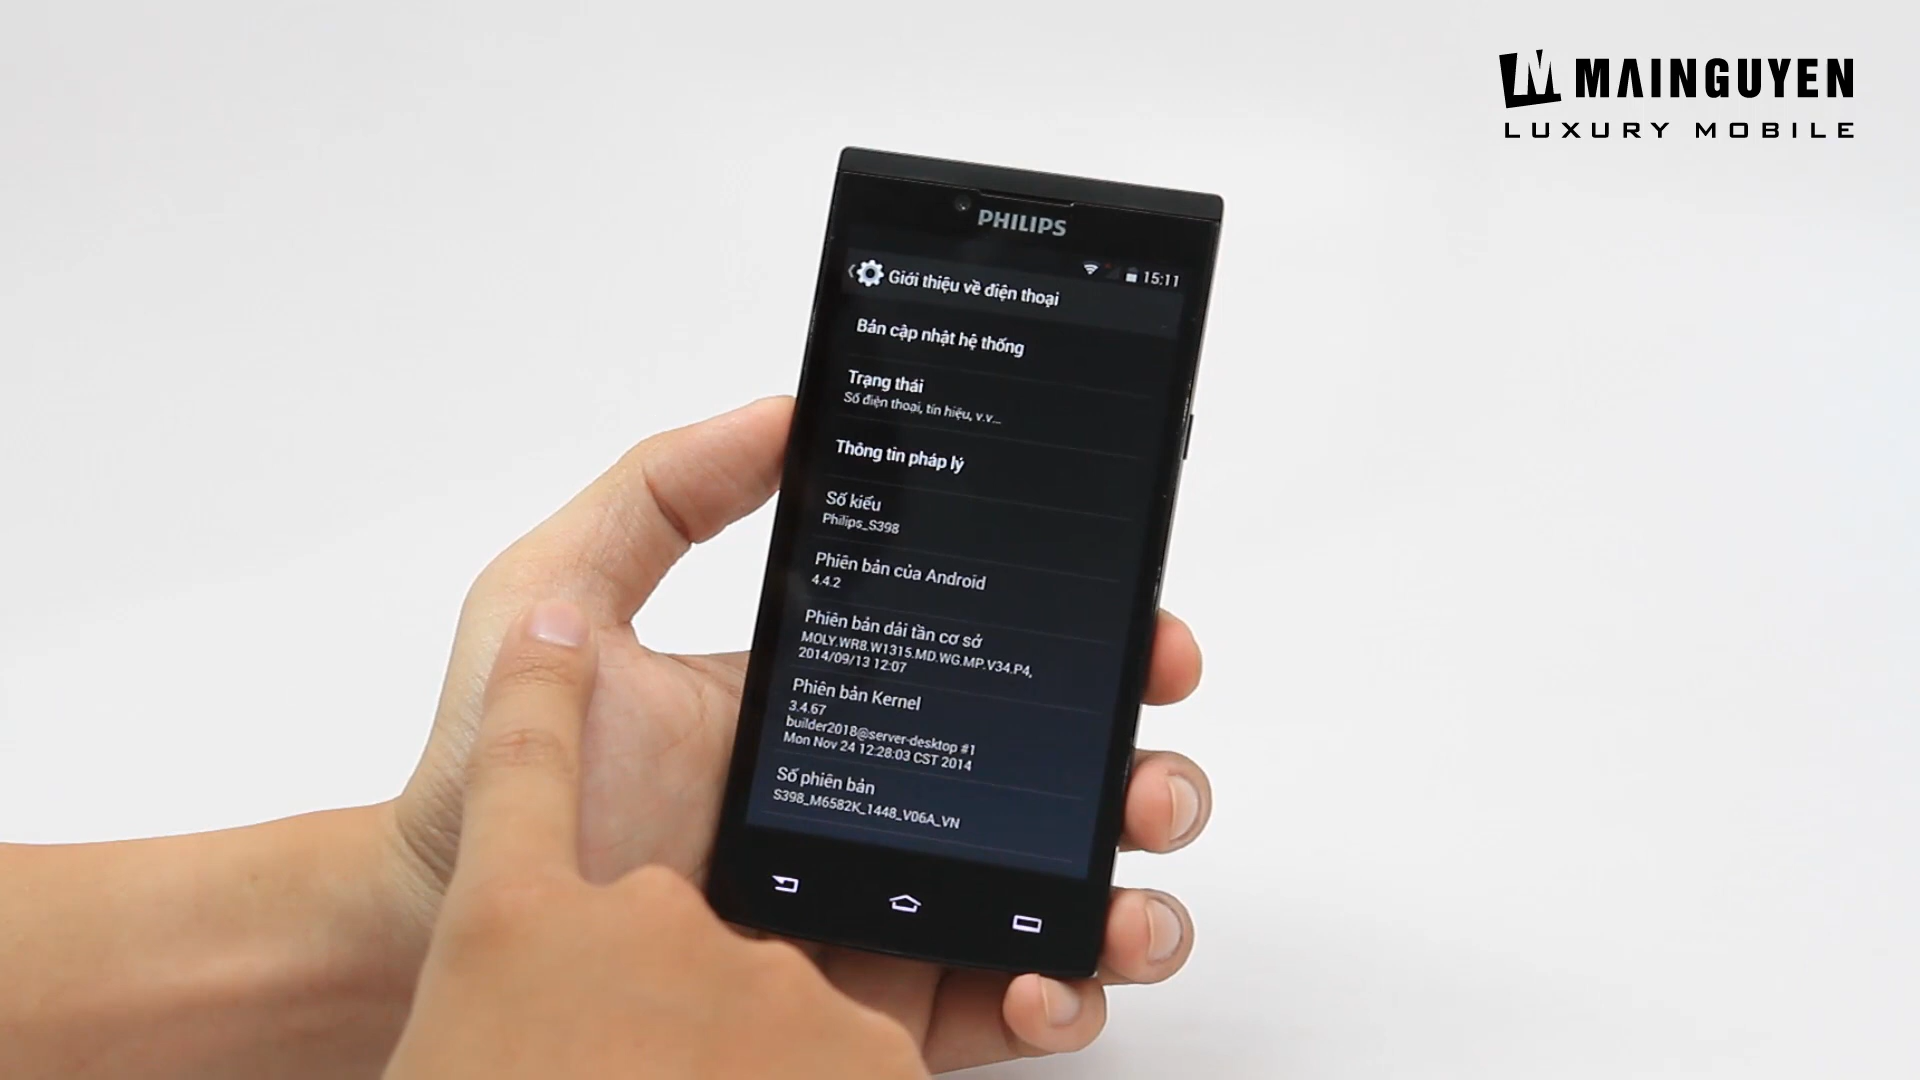 MAINGUYEN
LUXURY MOBILE
PHILIPS
15:11
Giới thiệu về điện thoại
Bản cập nhật hệ thống
Trạng thái
Số điện thoại, tín hiệu, v.v...
Thông tin pháp lý
Số kiểu
Philips_S398
Phiên bản của Android
4.4.2
Phiên bản dải tần cơ sở
MOLY.WR8.W1315.MD.WG.MP.V34.P4,
2014/09/13 12:07
Phiên bản Kernel
3.4.67
builder2018@server-desktop #1
Mon Nov 24 12:28:03 CST 2014
Số phiên bản
S398_M6582K_1448_V06A_VN